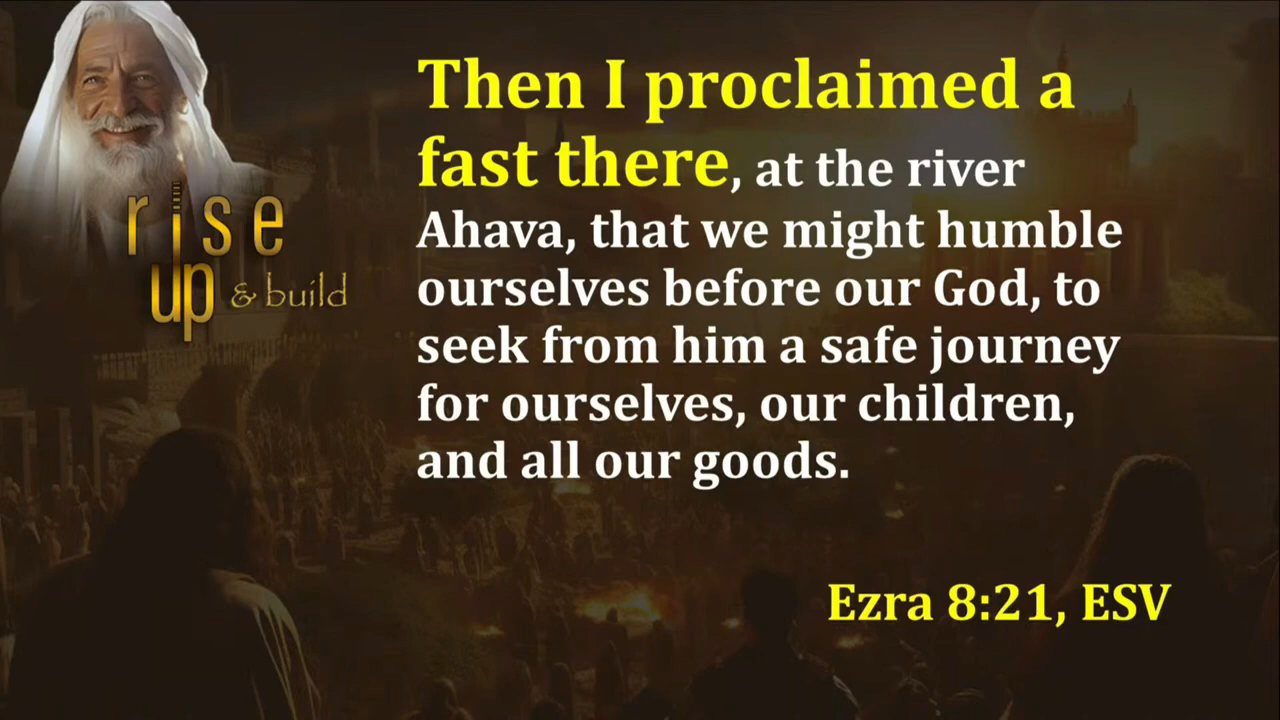 rise
up & build
Then I proclaimed a
fast there, at the river
Ahava, that we might humble
ourselves before our God, to
seek from him a safe journey
for ourselves, our children,
and all our goods.
Ezra 8:21, ESV